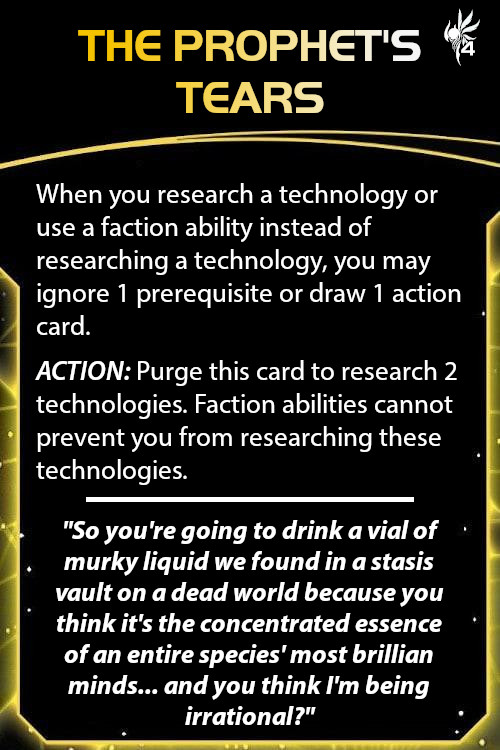 THE PROPHET'S
4
TEARS
When you research a technology or
use a faction ability instead of
researching a technology, you may
ignore 1 prerequisite or draw 1 action
card.
ACTION: Purge this card to research 2
technologies. Faction abilities cannot
prevent you from researching these
technologies.
"So you're going to drink a vial of
murky liquid we found in a stasis
vault on a dead world because you
think it's the concentrated essence
of an entire species' most brillian
minds... and you think I'm being
irrational?"